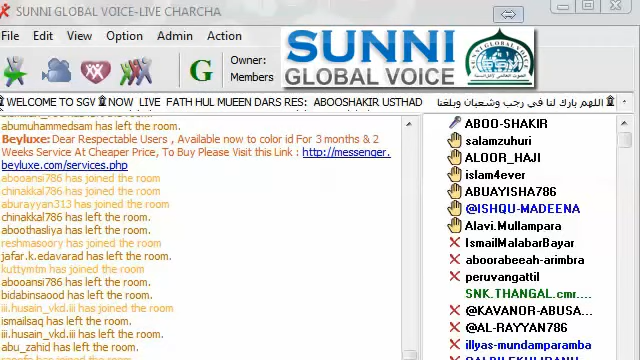 SUNNI GLOBAL VOICE-LIVE CHARCHA
File Edit View Option Admin Action
G
Owner:
Members
SUNNI
GLOBAL VOICE
WELCOME TO SGV NOW LIVE FATH HUL MUEEN DARS RES: ABOOSHAKIR USTHAD اللهم بارك لنا في رجب وشعبان وبلغنا
abumuhammedsam has left the room.
Beyluxe: Dear Respectable Users , Available now to color id For 3 months & 2
Weeks Service At Cheaper Price, To Buy Please Visit this Link : http://messenger.
beyluxe.com/services.php
abooansi786 has joined the room
chinakkal786 has joined the room
aburayyan313 has joined the room
chinakkal786 has left the room.
aboothasliya has left the room.
reshmasoory has joined the room
jafar.k.edavarad has left the room.
kuttymtm has joined the room
abooansi786 has left the room.
bidabinsaood has left the room.
iii.husain_vkd.iii has joined the room
ismailsaq has left the room.
iii.husain_vkd.iii has left the room.
abu_zahid has left the room.
ABOO-SHAKIR
salamzuhuri
ALOOR_HAJI
islam4ever
ABUAYISHA786
@ISHQU-MADEENA
Alavi.Mullampara
IsmailMalabarBayar
aboorabeeah-arimbra
peruvangattil
SNK.THANGAL.cmr....
@KAVANOR-ABUSA...
@AL-RAYYAN786
illyas-mundamparamba